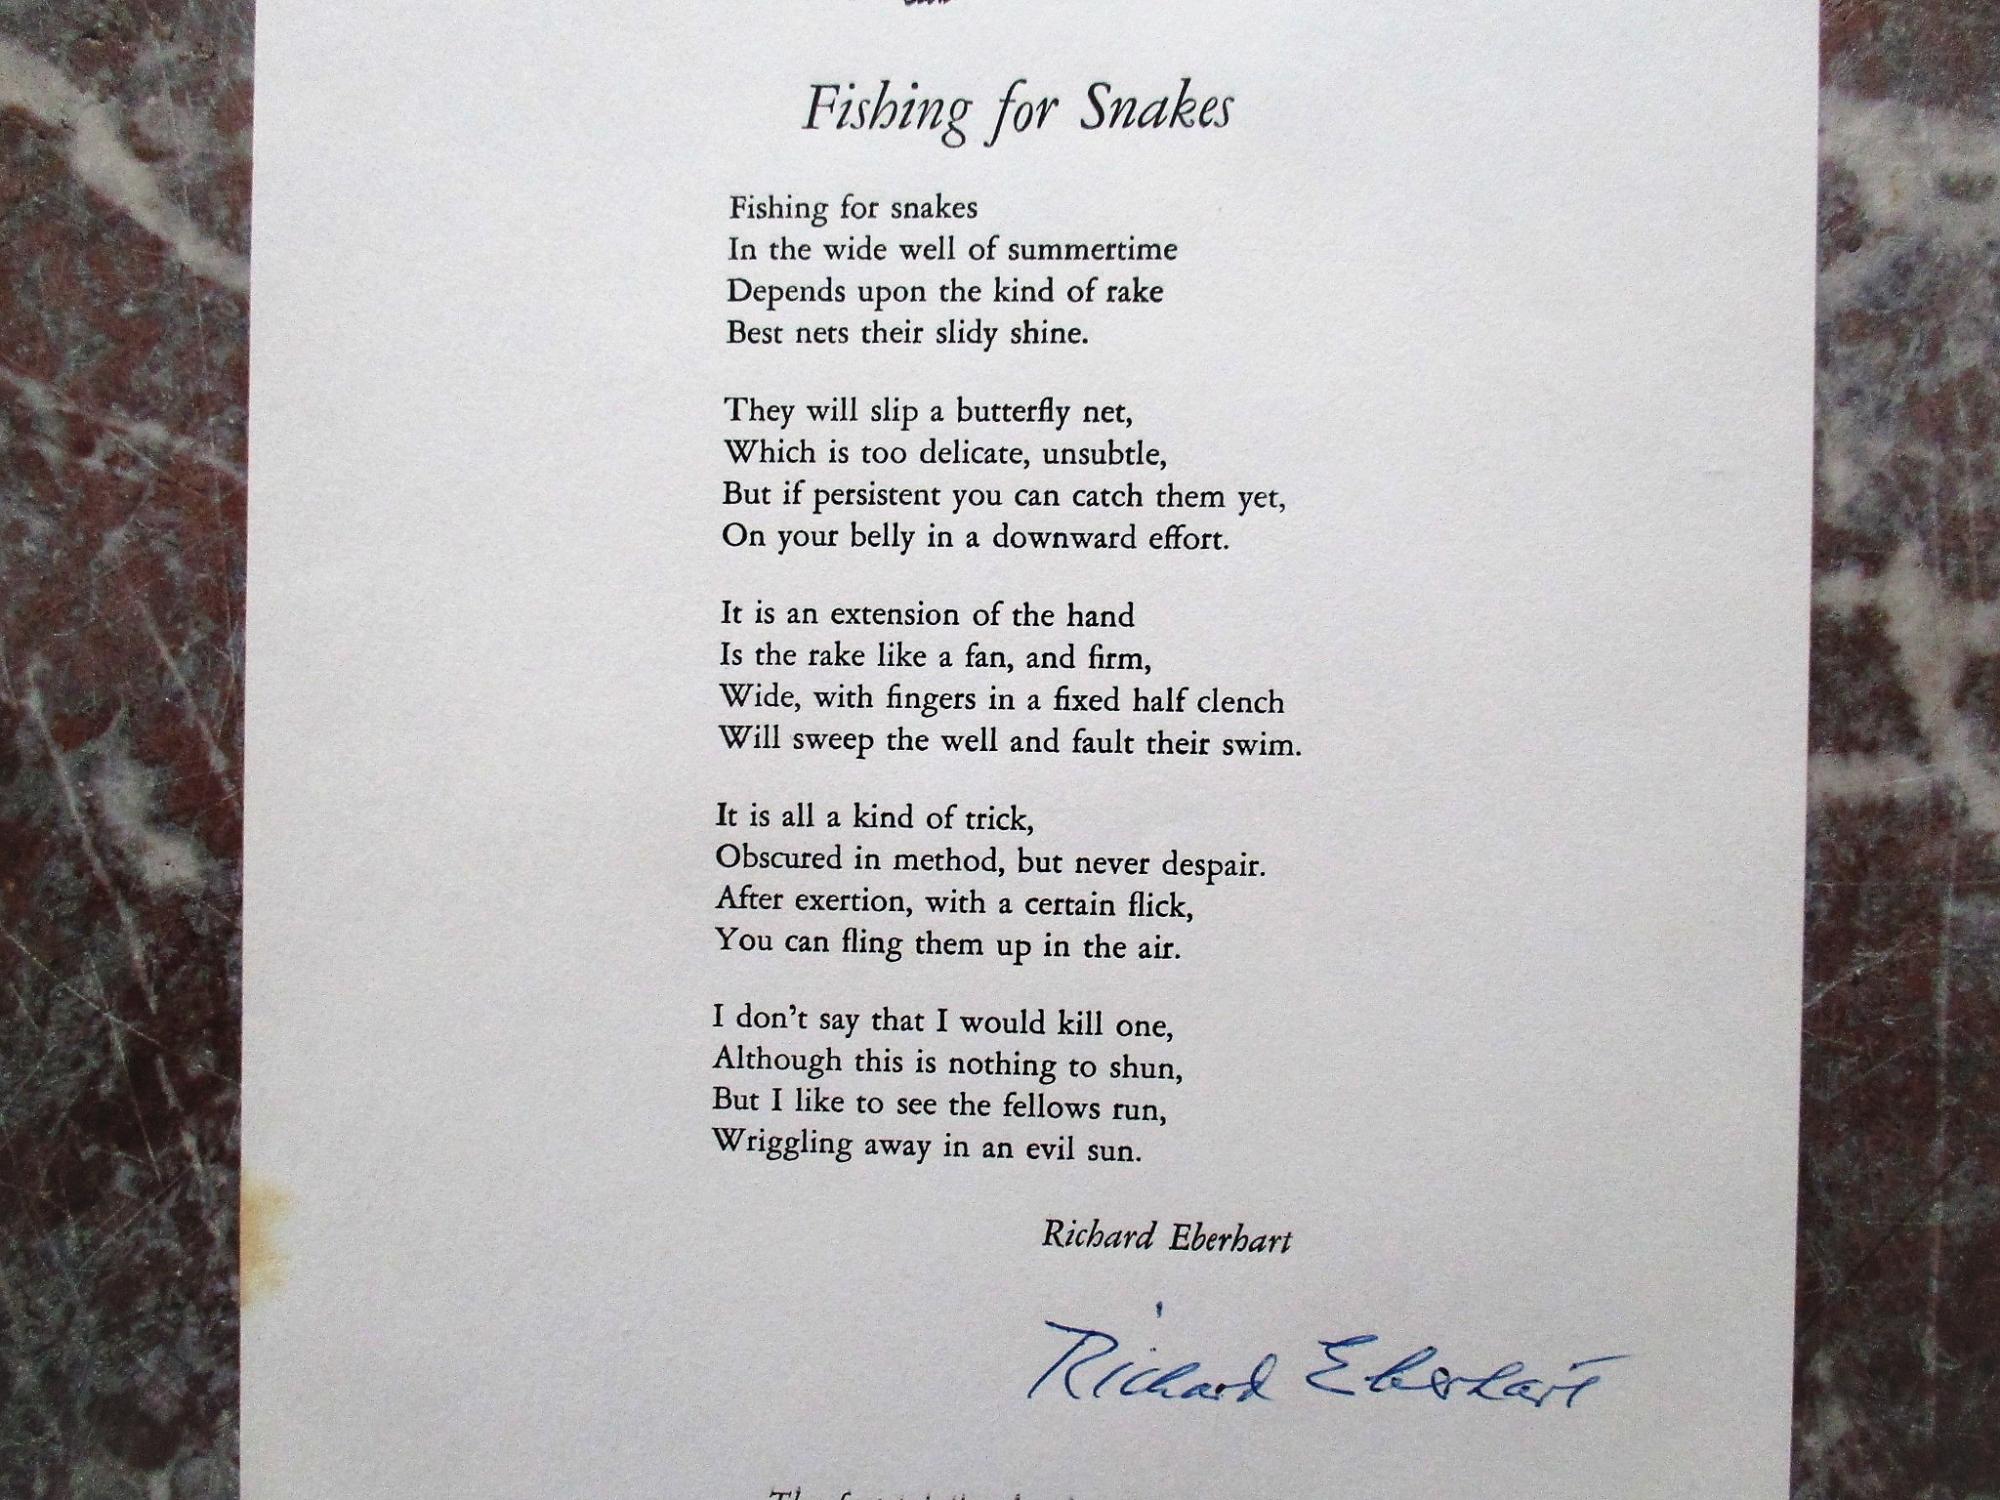 Fishing for Snakes
Fishing for snakes
In the wide well of summertime
Depends upon the kind of rake
Best nets their slidy shine.
They will slip a butterfly net,
Which is too delicate, unsubtle,
But if persistent you can catch them yet,
On your belly in a downward effort.
It is an extension of the hand
Is the rake like a fan, and firm,
Wide, with fingers in a fixed half clench
Will sweep the well and fault their swim.
It is all a kind of trick,
Obscured in method, but never despair.
After exertion, with a certain flick,
You can fling them up in the air.
I don't say that I would kill one,
Although this is nothing to shun,
But I like to see the fellows run,
Wriggling away in an evil sun.
Richard Eberhart
Richard Eberhart